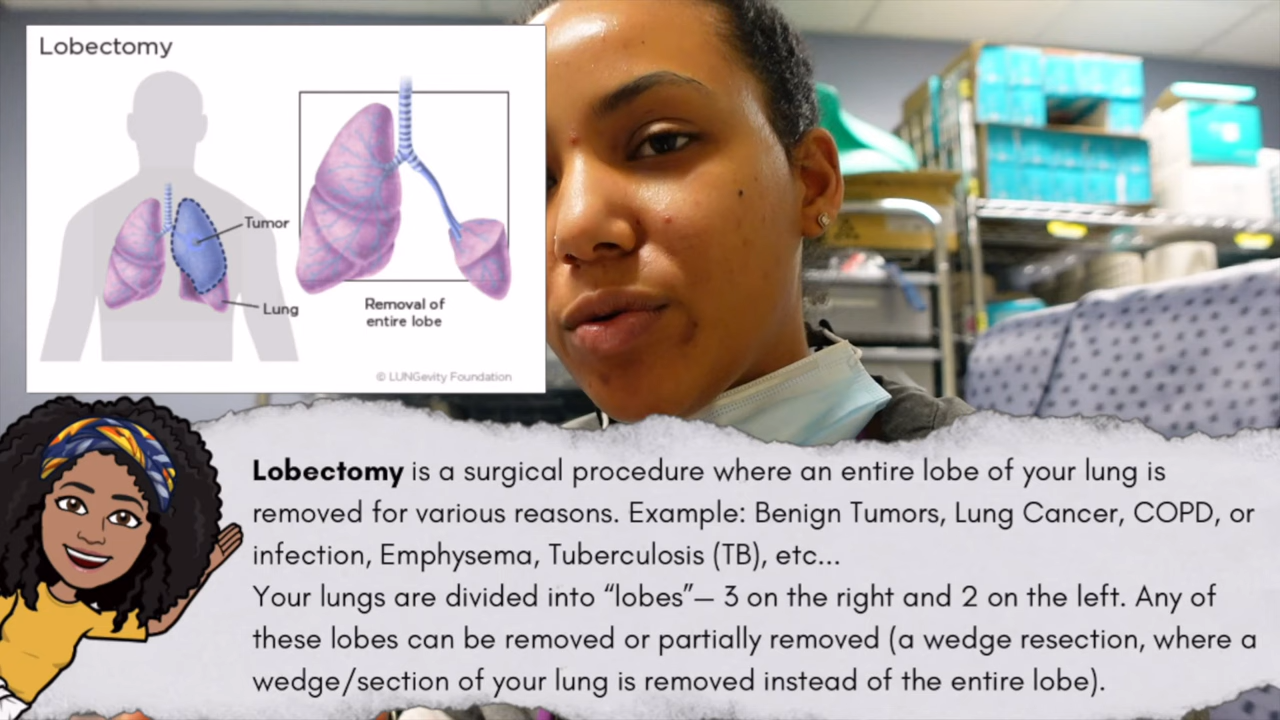 Lobectomy
Tumor
Lung
Removal of
entire lobe
© LUNGevity Foundation
Lobectomy is a surgical procedure where an entire lobe of your lung is
removed for various reasons. Example: Benign Tumors, Lung Cancer, COPD, or
infection, Emphysema, Tuberculosis (TB), etc...
Your lungs are divided into “lobes”— 3 on the right and 2 on the left. Any of
these lobes can be removed or partially removed (a wedge resection, where a
wedge/section of your lung is removed instead of the entire lobe).